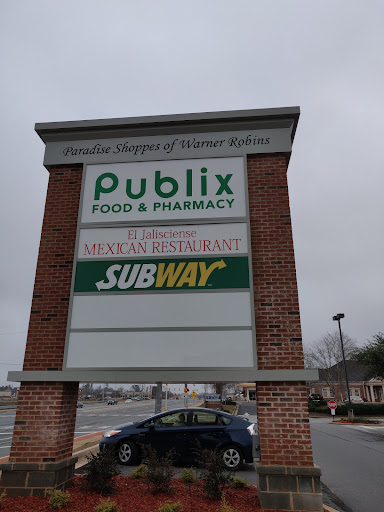 Paradise Shoppes of Warner Robins
Publix
FOOD & PHARMACY
El Jalisciense
MEXICAN RESTAURANT
SUBWAY